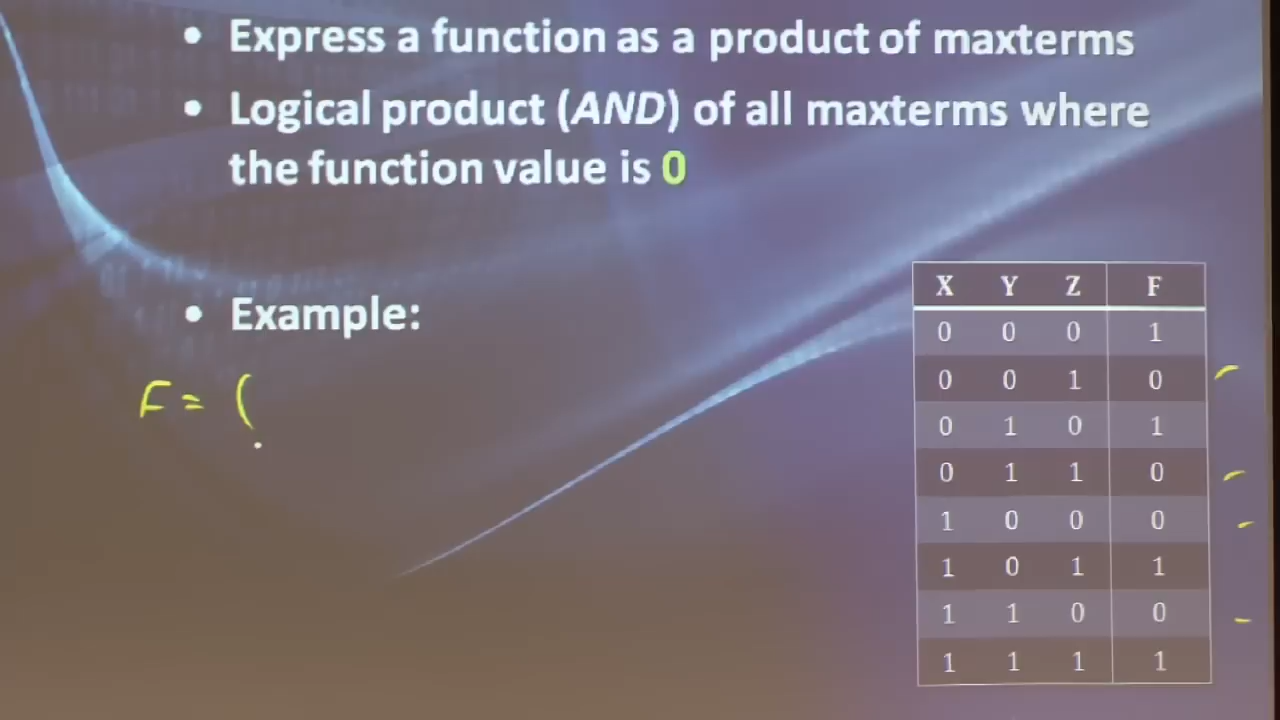 • Express a function as a product of maxterms
• Logical product (AND) of all maxterms where
the function value is 0
• Example:
F = (
X Y Z F
0 0 0 1
0 0 1 0
0 1 0 1
0 1 1 0
1 0 0 0
1 0 1 1
1 1 0 0
1 1 1 1